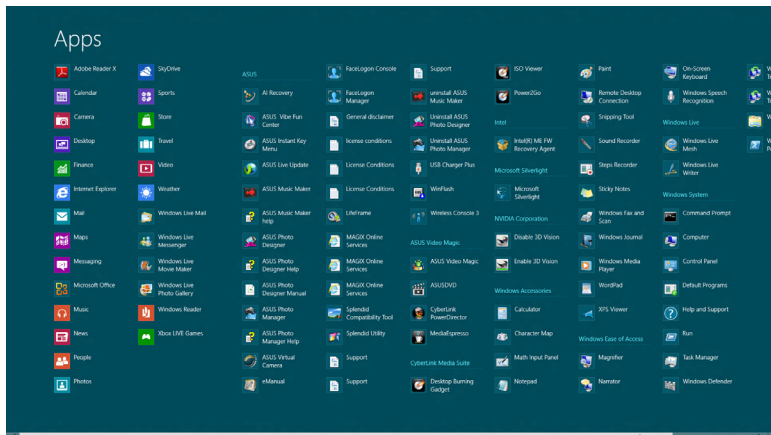 Apps
Adobe Reader X
Calendar
Camera
Desktop
Finance
Internet Explorer
Mail
Maps
Messaging
Microsoft Office
Music
News
People
Photos
SkyDrive
Sports
Store
Travel
Video
Weather
Windows Live Mail
Windows Live
Messenger
Windows Live
Movie Maker
Windows Live
Photo Gallery
Windows Reader
Xbox LIVE Games
ASUS
AI Recovery
ASUS Vibe Fun
Center
ASUS Instant Key
Menu
ASUS Live Update
ASUS Music Maker
ASUS Music Maker
help
ASUS Photo
Designer
ASUS Photo
Designer Help
ASUS Photo
Designer Manual
ASUS Photo
Manager
ASUS Photo
Manager Help
ASUS Virtual
Camera
eManual
FaceLogon Console
FaceLogon
Manager
General disclaimer
license conditions
License Conditions
License Conditions
LifeFrame
MAGIX Online
Services
MAGIX Online
Services
MAGIX Online
Services
Splendid
Compatibility Tool
Splendid Utility
Support
Support
Support
uninstall ASUS
Music Maker
Uninstall ASUS
Photo Designer
Uninstall ASUS
Photo Manager
USB Charger Plus
WinFlash
Wireless Console 3
ASUS Video Magic
ASUS Video Magic
ASUSDVD
CyberLink
PowerDirector
MediaEspresso
CyberLink Media Suite
Desktop Burning
Gadget
ISO Viewer
Power2Go
Intel
Intel(R) ME FW
Recovery Agent
Microsoft Silverlight
Microsoft
Silverlight
NVIDIA Corporation
Disable 3D Vision
Enable 3D Vision
Windows Accessories
Calculator
Character Map
Math Input Panel
Notepad
Paint
Remote Desktop
Connection
Snipping Tool
Sound Recorder
Steps Recorder
Sticky Notes
Windows Fax and
Scan
Windows Journal
Windows Media
Player
WordPad
XPS Viewer
Windows Ease of Access
Magnifier
Narrator
On-Screen
Keyboard
Windows Speech
Recognition
Windows Live
Windows Live
Mesh
Windows Live
Writer
Windows System
Command Prompt
Computer
Control Panel
Default Programs
Help and Support
Run
Task Manager
Windows Defender